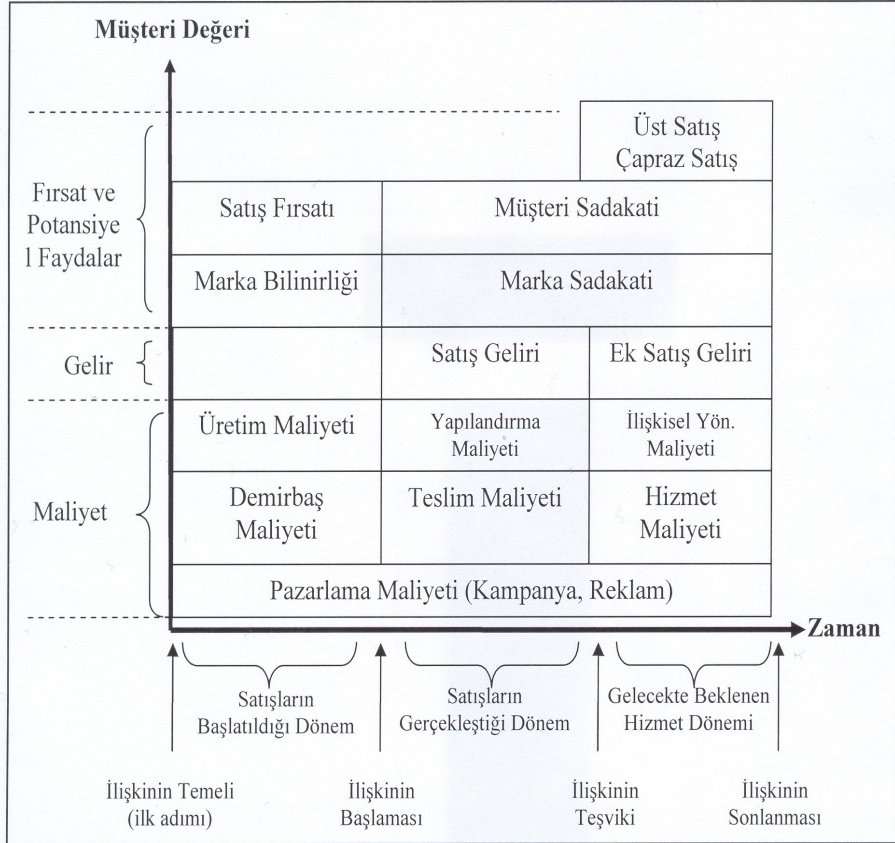 Müşteri Değeri
Üst Satış
Çapraz Satış
Fırsat ve
Potansiye
l Faydalar
Satış Fırsatı
Müşteri Sadakati
Marka Bilinirliği
Marka Sadakati
Gelir
Satış Geliri
Ek Satış Geliri
Maliyet
Üretim Maliyeti
Yapılandırma
Maliyeti
İlişkisel Yön.
Maliyeti
Demirbaş
Maliyeti
Teslim Maliyeti
Hizmet
Maliyeti
Pazarlama Maliyeti (Kampanya, Reklam)
Zaman
Satışların
Başlatıldığı Dönem
Satışların
Gerçekleştiği Dönem
Gelecekte Beklenen
Hizmet Dönemi
İlişkinin Temeli
(ilk adımı)
İlişkinin
Başlaması
İlişkinin
Teşviki
İlişkinin
Sonlanması